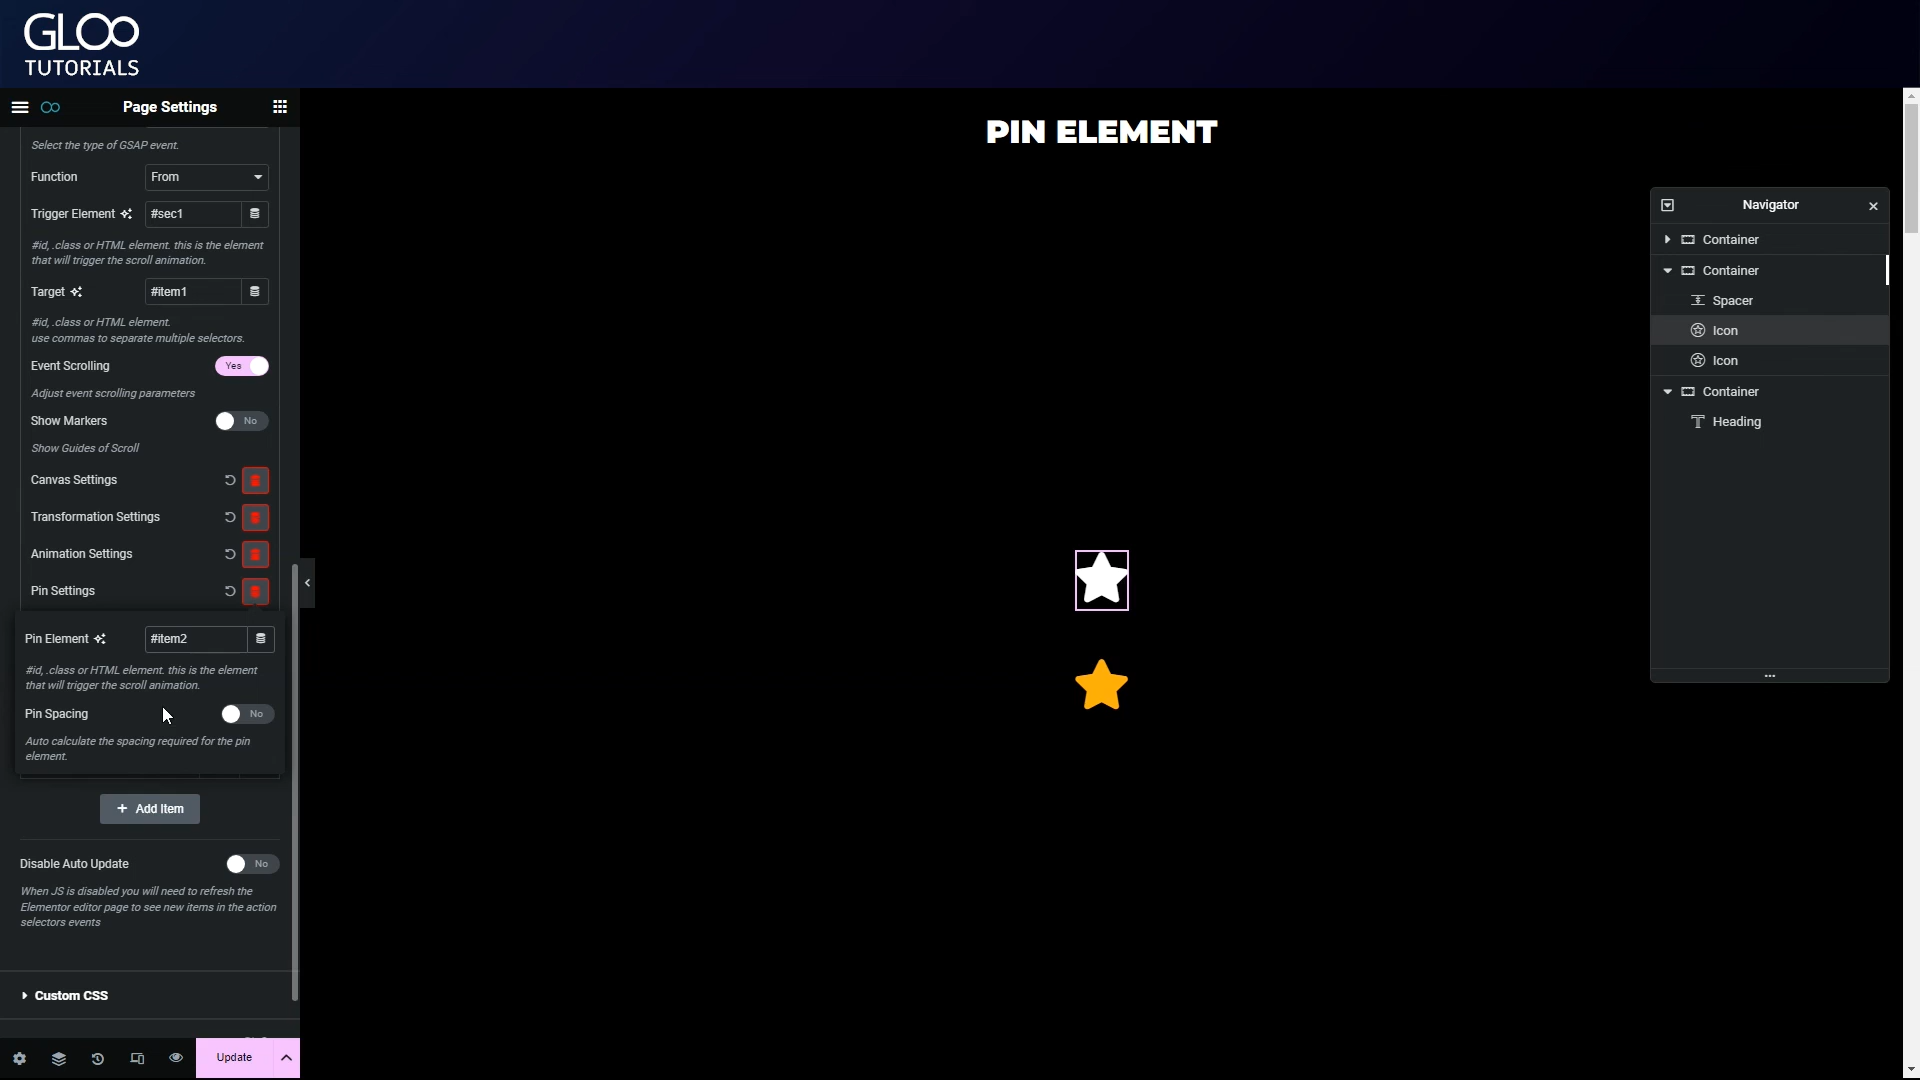 GLOO
TUTORIALS
Page Settings
PIN ELEMENT
Select the type of GSAP event.
Function
From
Trigger Element
#sec1
#id, .class or HTML element. this is the element
that will trigger the scroll animation.
Target
#item1
#id, .class or HTML element.
use commas to separate multiple selectors.
Event Scrolling
Yes
Adjust event scrolling parameters
Show Markers
No
Show Guides of Scroll
Canvas Settings
Transformation Settings
Animation Settings
Pin Settings
Pin Element
#item2
#id, .class or HTML element. this is the element
that will trigger the scroll animation.
Pin Spacing
No
Auto calculate the spacing required for the pin
element.
+ Add Item
Disable Auto Update
No
When JS is disabled you will need to refresh the
Elementor editor page to see new items in the action
selectors events
Custom CSS
Update
Navigator
Container
Container
Spacer
Icon
Icon
Container
Heading